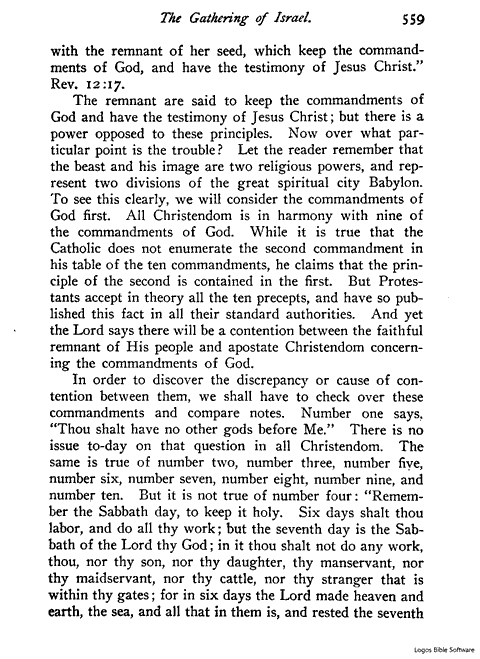 The Gathering of Israel. 559
with the remnant of her seed, which keep the command-
ments of God, and have the testimony of Jesus Christ.”
Rev. 12:17.
The remnant are said to keep the commandments of
God and have the testimony of Jesus Christ; but there is a
power opposed to these principles. Now over what par-
ticular point is the trouble? Let the reader remember that
the beast and his image are two religious powers, and rep-
resent two divisions of the great spiritual city Babylon.
To see this clearly, we will consider the commandments of
God first. All Christendom is in harmony with nine of
the commandments of God. While it is true that the
Catholic does not enumerate the second commandment in
his table of the ten commandments, he claims that the prin-
ciple of the second is contained in the first. But Protes-
tants accept in theory all the ten precepts, and have so pub-
lished this fact in all their standard authorities. And yet
the Lord says there will be a contention between the faithful
remnant of His people and apostate Christendom concern-
ing the commandments of God.
In order to discover the discrepancy or cause of con-
tention between them, we shall have to check over these
commandments and compare notes. Number one says,
“Thou shalt have no other gods before Me.” There is no
issue to-day on that question in all Christendom. The
same is true of number two, number three, number five,
number six, number seven, number eight, number nine, and
number ten. But it is not true of number four: “Remem-
ber the Sabbath day, to keep it holy. Six days shalt thou
labor, and do all thy work; but the seventh day is the Sab-
bath of the Lord thy God; in it thou shalt not do any work,
thou, nor thy son, nor thy daughter, thy manservant, nor
thy maidservant, nor thy cattle, nor thy stranger that is
within thy gates; for in six days the Lord made heaven and
earth, the sea, and all that in them is, and rested the seventh
Logos Bible Software